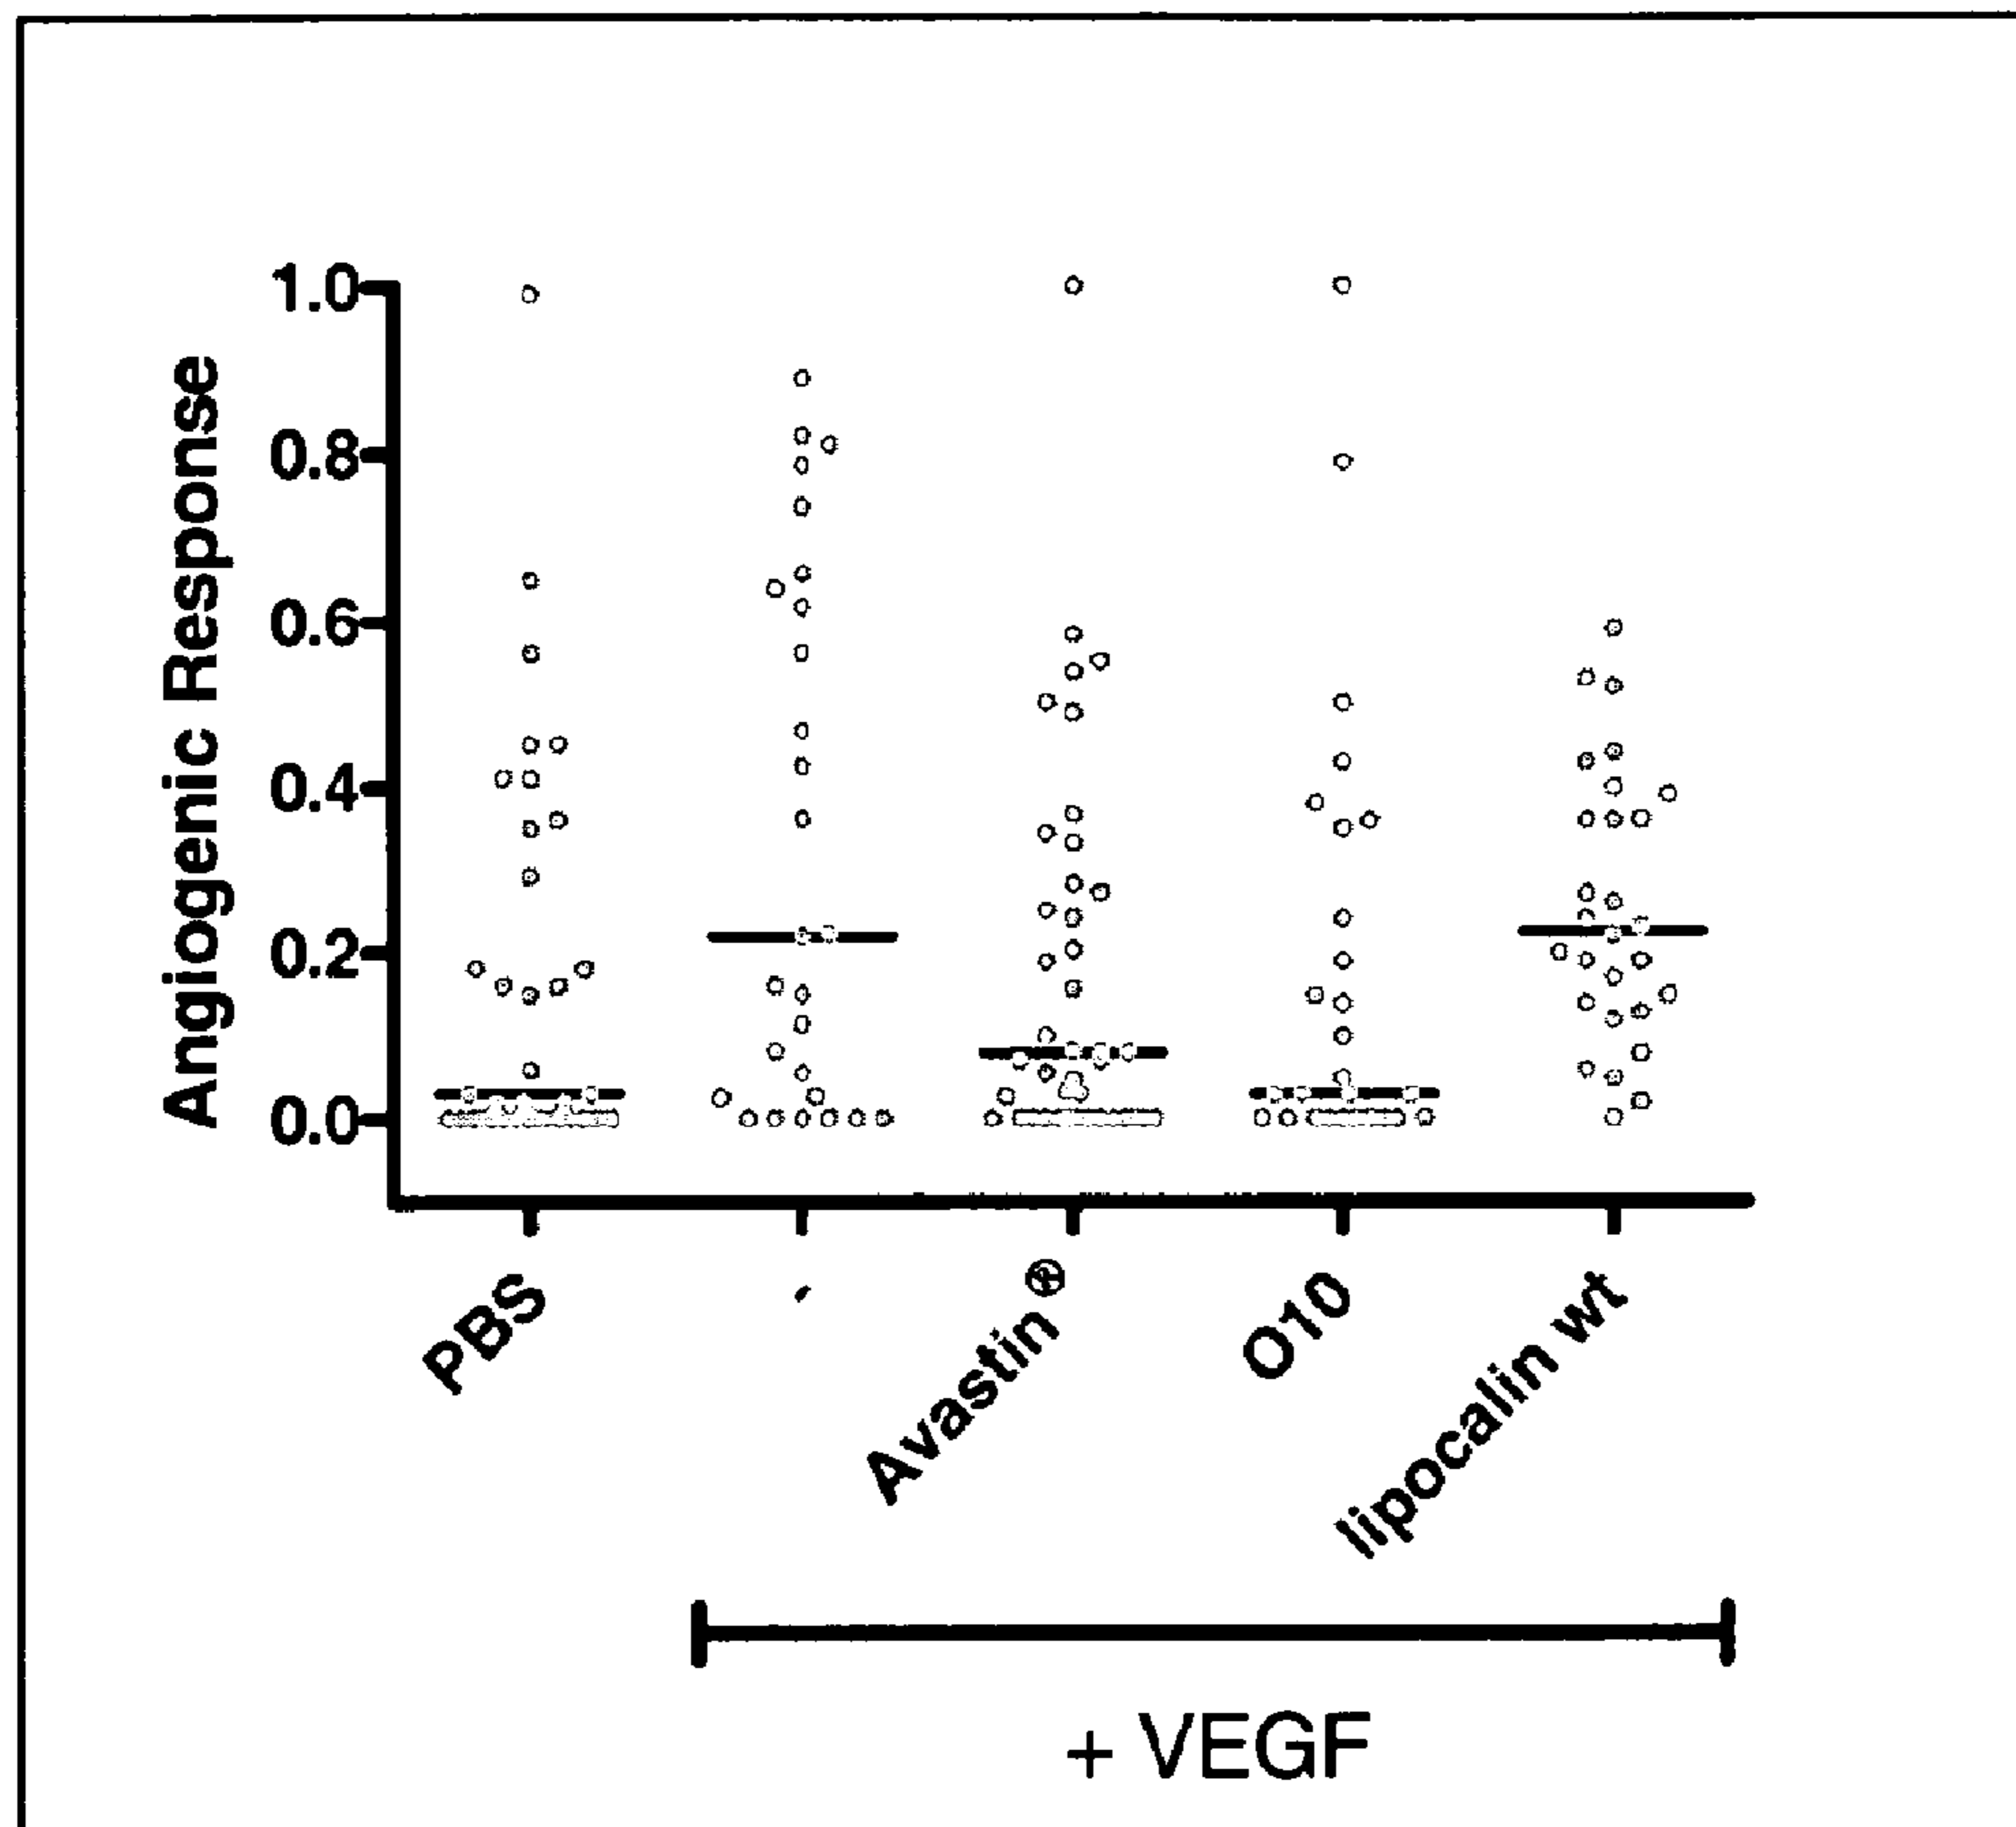 Angiogenic Response
1.0
0.8
0.6
0.4
0.2
0.0
PBS
-
Avastin®
O10
lipocalin wt
+ VEGF